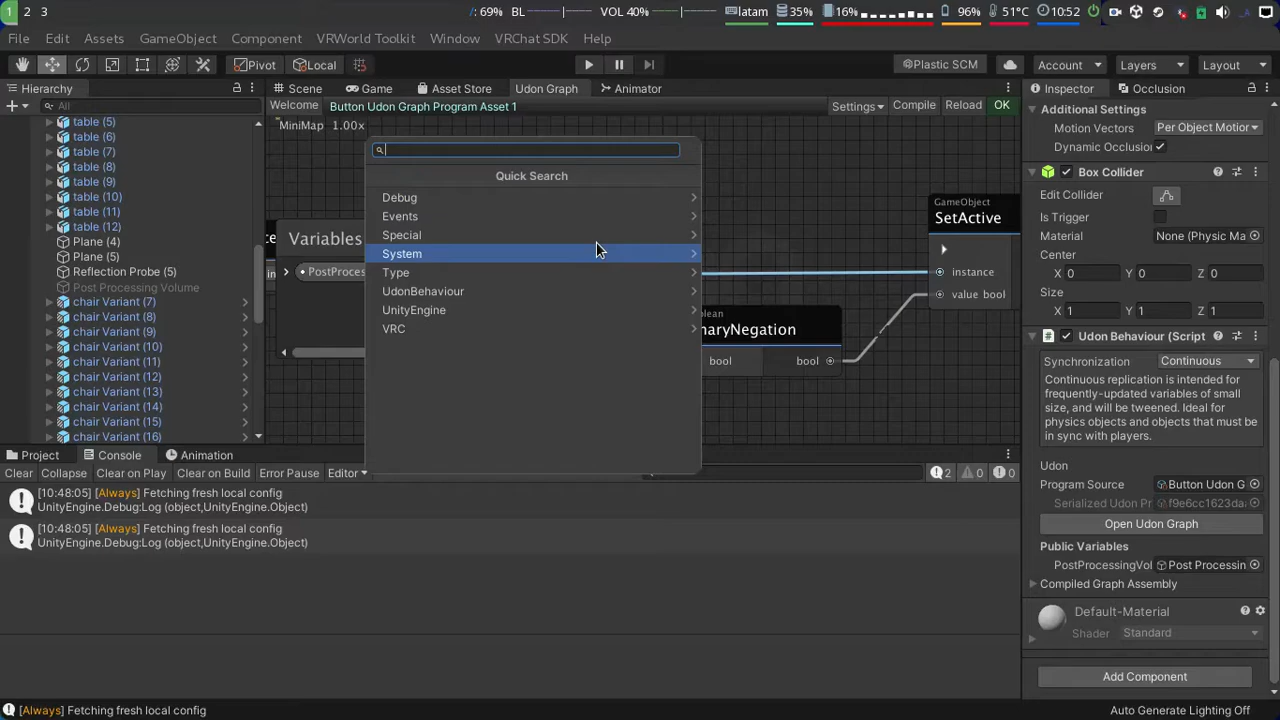 1 2 3 /: 69% BL VOL 40% latam 35% 16% 96% 51°C 10:52
File Edit Assets GameObject Component VRWorld Toolkit Window VRChat SDK Help
Pivot Local Plastic SCM Account Layers Layout
Hierarchy Scene Game Asset Store Udon Graph Animator Inspector Occlusion
All Welcome Button Udon Graph Program Asset 1 Settings Compile Reload OK Additional Settings
MiniMap 1.00x
table (5)
table (6)
table (7)
table (8)
table (9)
table (10)
table (11)
table (12)
Plane (4)
Plane (5)
Reflection Probe (5)
Post Processing Volume
chair Variant (7)
chair Variant (8)
chair Variant (9)
chair Variant (10)
chair Variant (11)
chair Variant (12)
chair Variant (13)
chair Variant (14)
chair Variant (15)
chair Variant (16)
Variables
PostProces
Quick Search
Debug
Events
Special
System
Type
UdonBehaviour
UnityEngine
VRC
GameObject
SetActive
instance
value bool
naryNegation
bool bool
Motion Vectors Per Object Motion
Dynamic Occlusion
Box Collider
Edit Collider
Is Trigger
Material None (Physic Ma
Center
X 0 Y 0 Z 0
Size
X 1 Y 1 Z 1
Udon Behaviour (Script
Synchronization Continuous
Continuous replication is intended for
frequently-updated variables of small
size, and will be tweened. Ideal for
physics objects and objects that must be
in sync with players.
Udon
Program Source Button Udon G
Serialized Udon Pr f9e6cc1623da
Open Udon Graph
Public Variables
PostProcessingVol Post Processin
Compiled Graph Assembly
Default-Material
Shader Standard
Add Component
Project Console Animation
Clear Collapse Clear on Play Clear on Build Error Pause Editor 2 0 0
[10:48:05] [Always] Fetching fresh local config
UnityEngine.Debug:Log (object,UnityEngine.Object)
[10:48:05] [Always] Fetching fresh local config
UnityEngine.Debug:Log (object,UnityEngine.Object)
[Always] Fetching fresh local config Auto Generate Lighting Off